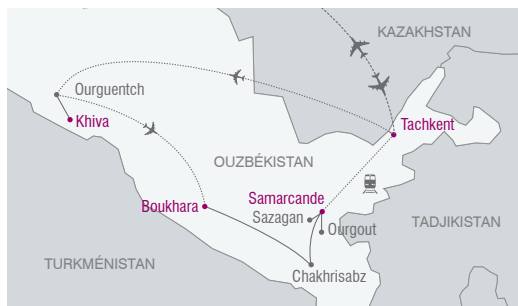 KAZAKHSTAN
Ourguentch
Khiva
Tachkent
OUZBÉKISTAN
Boukhara
Samarcande
Sazagan
Ourgout
TADJIKISTAN
TURKMÉNISTAN
Chakhrisabz